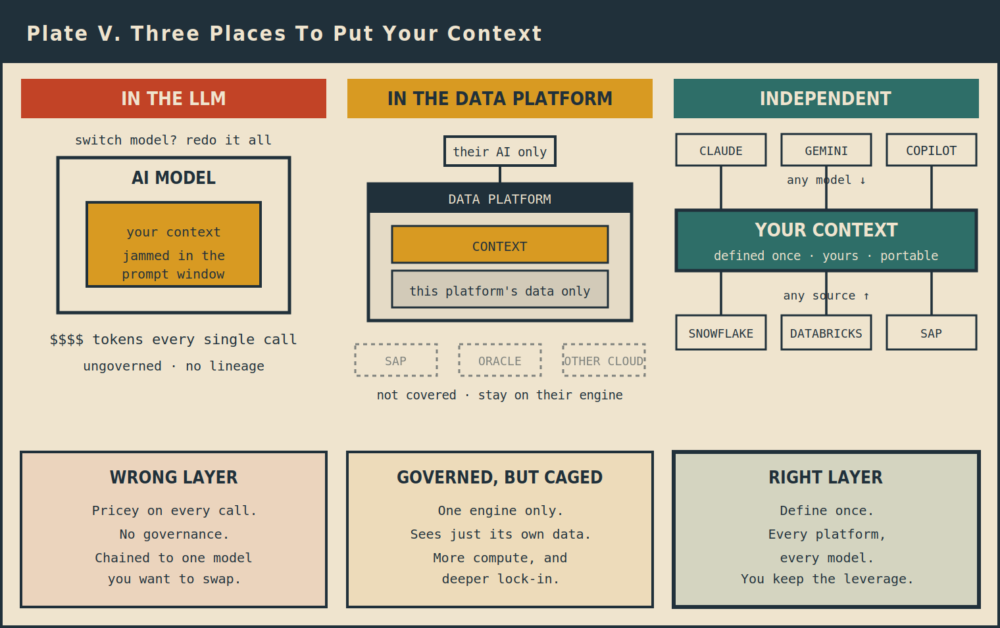 Plate V. Three Places To Put Your Context
IN THE LLM
switch model? redo it all
AI MODEL
your context
jammed in the
prompt window
$$$$ tokens every single call
ungoverned · no lineage
WRONG LAYER
Pricey on every call.
No governance.
Chained to one model
you want to swap.
IN THE DATA PLATFORM
their AI only
DATA PLATFORM
CONTEXT
this platform's data only
SAP ORACLE OTHER CLOUD
not covered · stay on their engine
GOVERNED, BUT CAGED
One engine only.
Sees just its own data.
More compute, and
deeper lock-in.
INDEPENDENT
CLAUDE GEMINI COPILOT
any model ↓
YOUR CONTEXT
defined once · yours · portable
any source ↑
SNOWFLAKE DATABRICKS SAP
RIGHT LAYER
Define once.
Every platform,
every model.
You keep the leverage.